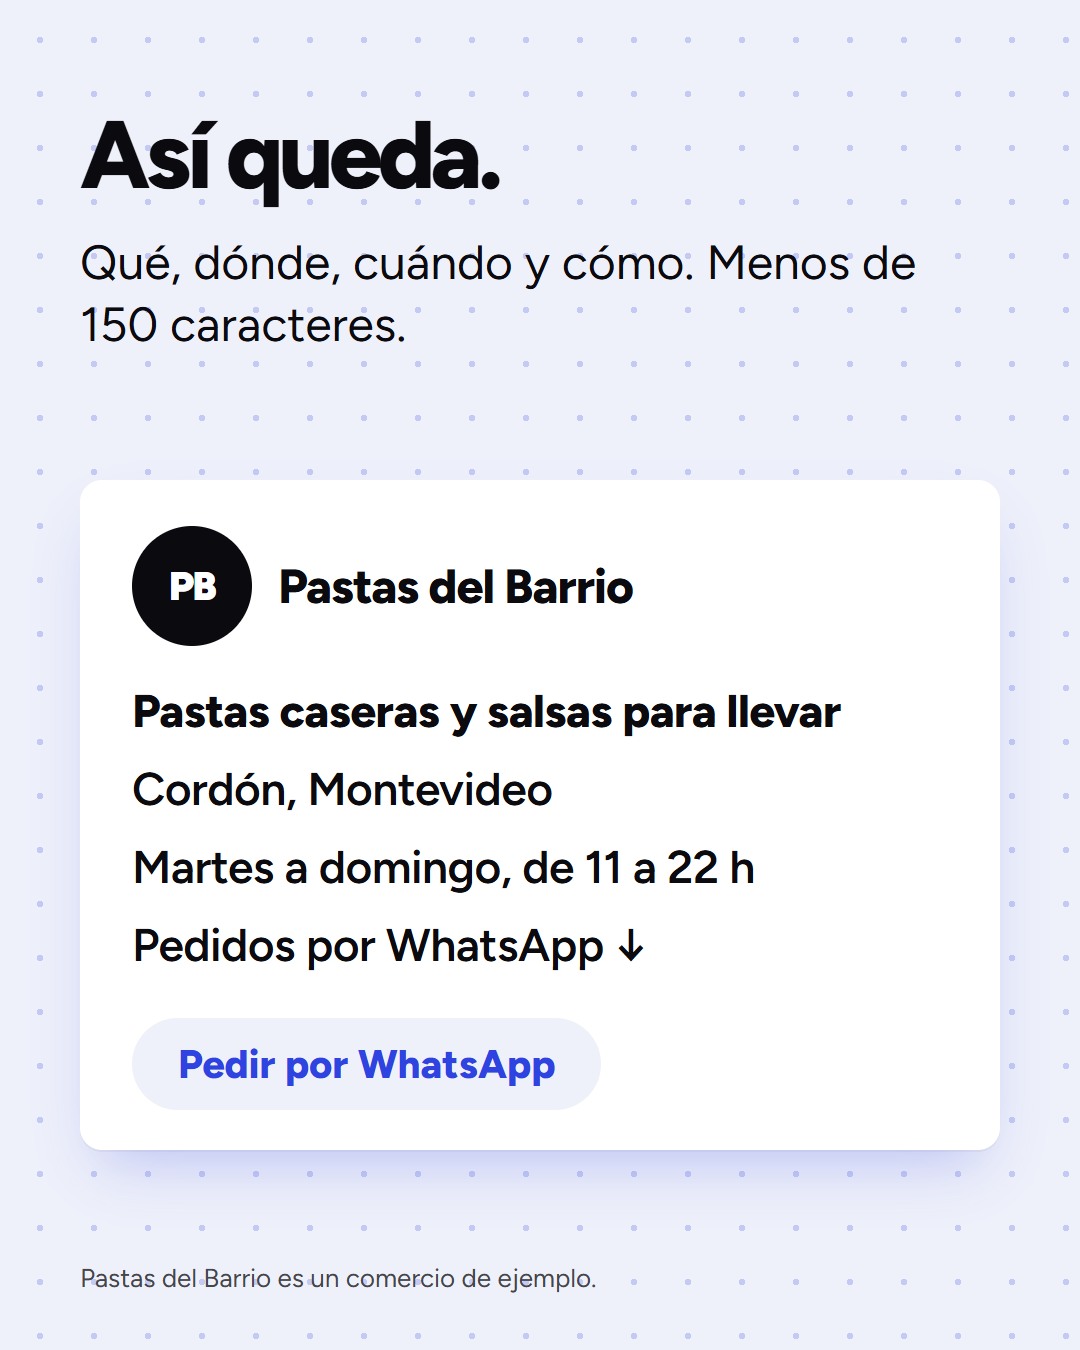 Así queda.
Qué, dónde, cuándo y cómo. Menos de
150 caracteres.
PB
Pastas del Barrio
Pastas caseras y salsas para llevar
Cordón, Montevideo
Martes a domingo, de 11 a 22 h
Pedidos por WhatsApp ↓
Pedir por WhatsApp
Pastas del Barrio es un comercio de ejemplo.